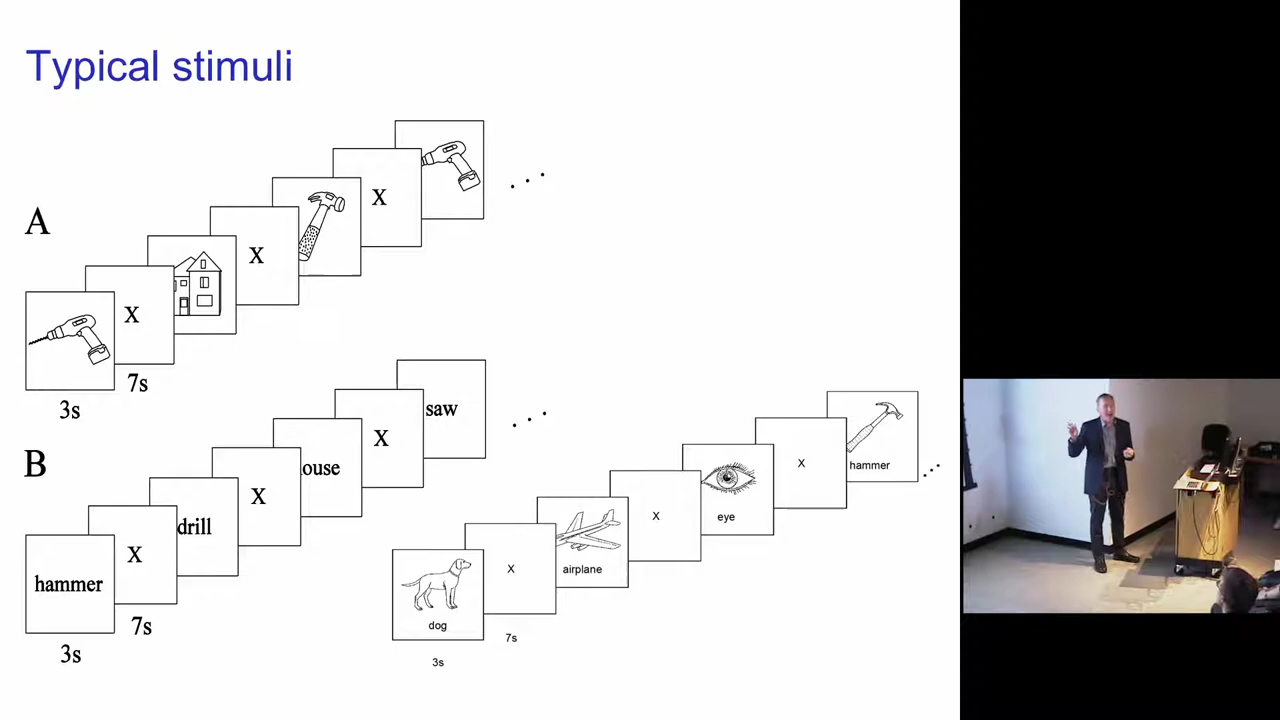 Typical stimuli
A
X
X
X
3s
7s
B
hammer
X
drill
X
ouse
X
saw
3s
7s
dog
X
airplane
X
eye
X
hammer
3s
7s